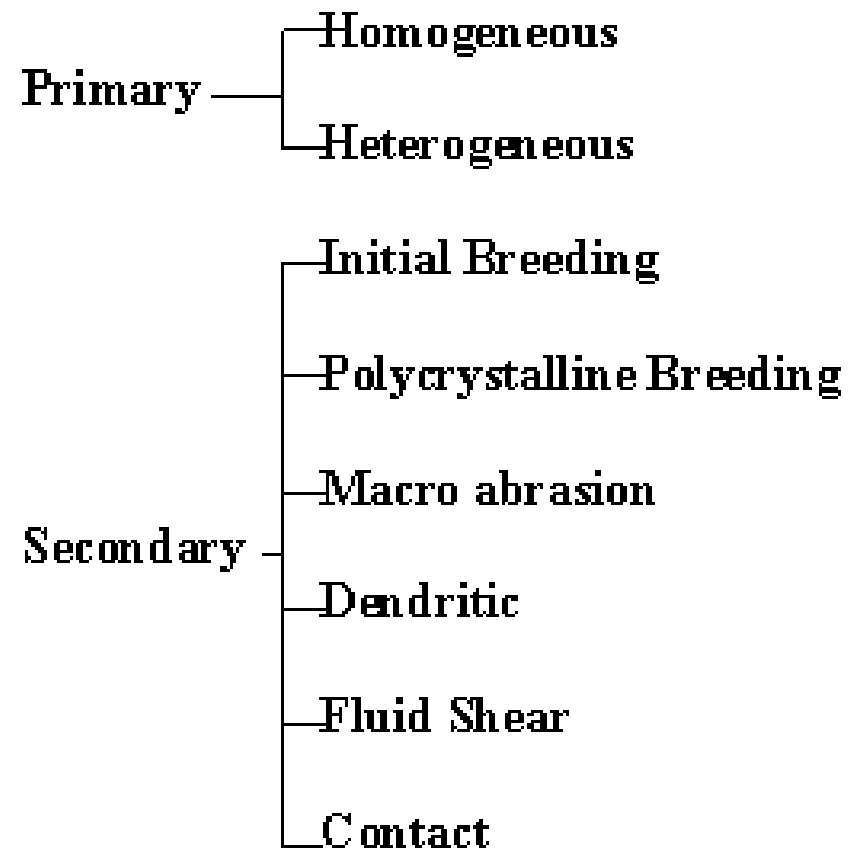 Homogeneous
Primary
Heterogeneous
Initial Breeding
Polycrystalline Breeding
Macro abrasion
Secondary
Dendritic
Fluid Shear
Contact